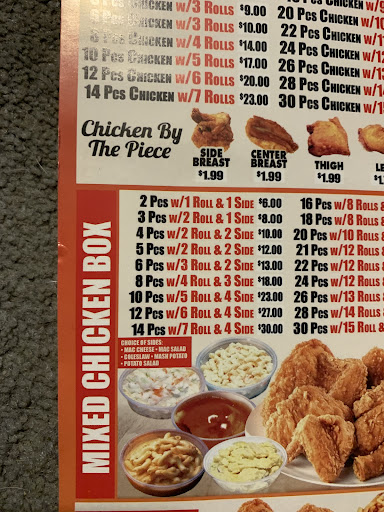 Chicken w/3 Rolls $9.00
Pcs Chicken w/3 Rolls $10.00
Pcs Chicken w/4 Rolls $14.00
10 Pcs Chicken w/5 Rolls $17.00
12 Pcs Chicken w/6 Rolls $20.00
14 Pcs Chicken w/7 Rolls $23.00
20 Pcs Chicken w/10
22 Pcs Chicken w/11
24 Pcs Chicken w/12
26 Pcs Chicken w/
28 Pcs Chicken w/
30 Pcs Chicken w/
Chicken By
The Piece
SIDE
BREAST
$1.99
CENTER
BREAST
$1.99
THIGH
$1.99
MIXED CHICKEN BOX
2 Pcs w/1 Roll & 1 Side $6.00
3 Pcs w/2 Roll & 1 Side $8.00
4 Pcs w/2 Roll & 2 Side $10.00
5 Pcs w/2 Roll & 2 Side $12.00
6 Pcs w/3 Roll & 2 Side $13.00
8 Pcs w/4 Roll & 3 Side $18.00
10 Pcs w/5 Roll & 4 Side $23.00
12 Pcs w/6 Roll & 4 Side $27.00
14 Pcs w/7 Roll & 4 Side $30.00
16 Pcs w/8 Rolls &
18 Pcs w/8 Rolls &
20 Pcs w/10 Rolls
21 Pcs w/12 Rolls
22 Pcs w/12 Rolls
24 Pcs w/12 Rolls
26 Pcs w/13 Rolls
28 Pcs w/14 Rolls
30 Pcs w/15 Roll &
CHOICE OF SIDES:
• MAC CHEESE • MAC SALAD
• COLESLAW • MASH POTATO
• POTATO SALAD